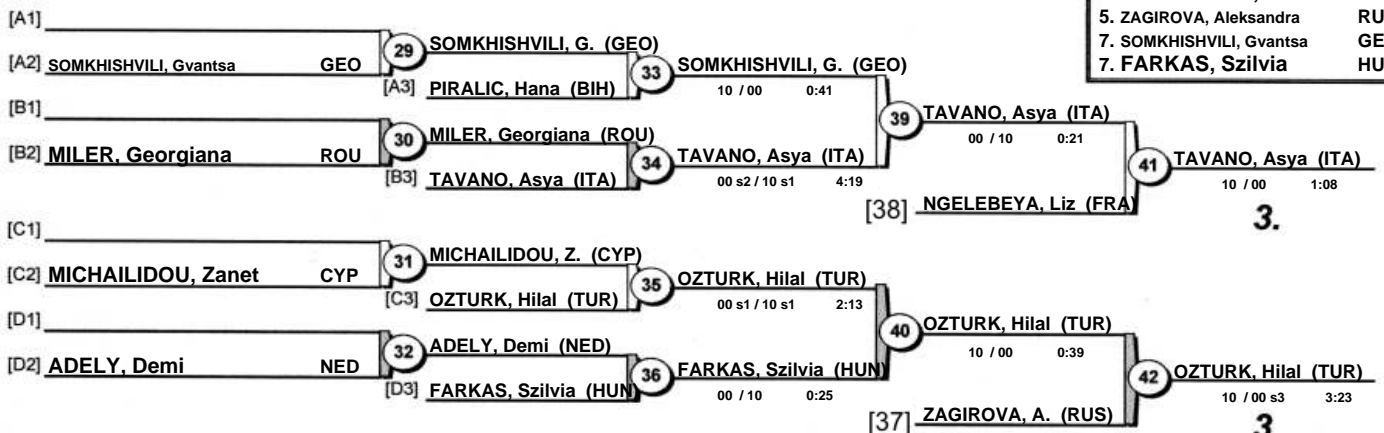 5. ZAGIROVA, Aleksandra RU
7. SOMKHISHVILI, Gvantsa GE
7. FARKAS, Szilvia HU
[A1]
[A2] SOMKHISHVILI, Gvantsa GEO
29
SOMKHISHVILI, G. (GEO)
[A3] PIRALIC, Hana (BIH)
33
SOMKHISHVILI, G. (GEO)
10 / 00 0:41
[B1]
[B2] MILER, Georgiana ROU
30
MILER, Georgiana (ROU)
[B3] TAVANO, Asya (ITA)
34
TAVANO, Asya (ITA)
00 s2 / 10 s1 4:19
39
TAVANO, Asya (ITA)
00 / 10 0:21
[38] NGELEBEYA, Liz (FRA)
41
TAVANO, Asya (ITA)
10 / 00 1:08
3.
[C1]
[C2] MICHAILIDOU, Zanet CYP
31
MICHAILIDOU, Z. (CYP)
[C3] OZTURK, Hilal (TUR)
35
OZTURK, Hilal (TUR)
00 s1 / 10 s1 2:13
[D1]
[D2] ADELY, Demi NED
32
ADELY, Demi (NED)
[D3] FARKAS, Szilvia (HUN)
36
FARKAS, Szilvia (HUN)
00 / 10 0:25
40
OZTURK, Hilal (TUR)
10 / 00 0:39
[37] ZAGIROVA, A. (RUS)
42
OZTURK, Hilal (TUR)
10 / 00 s3 3:23
3